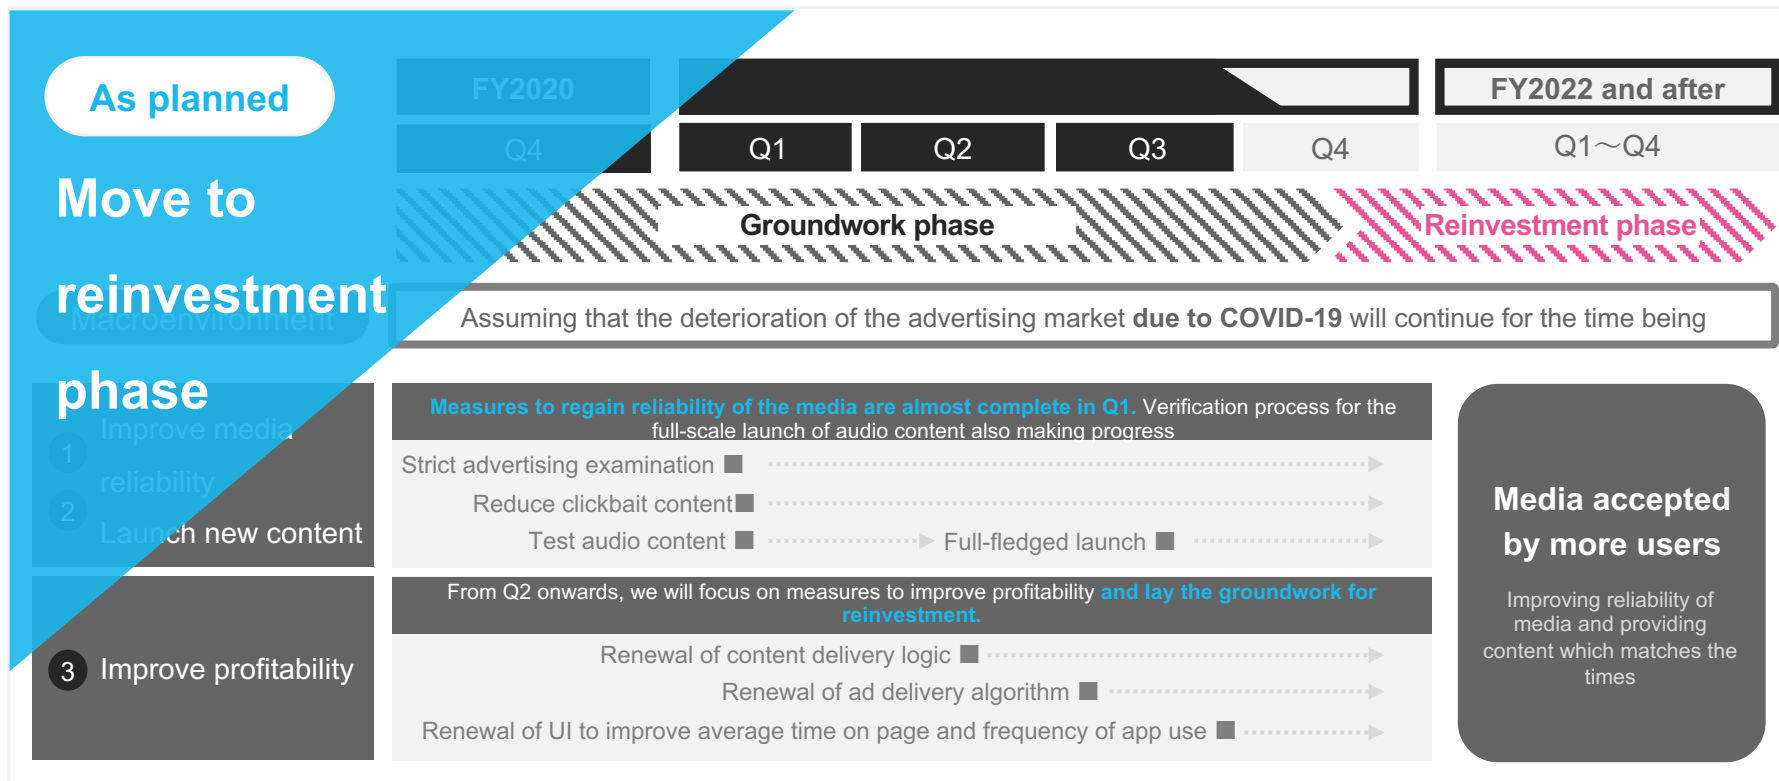 As planned
Move to
reinvestment
phase
FY2020
FY2022 and after
Q4
Q1
Q2
Q3
Q4
Q1～Q4
Groundwork phase
Reinvestment phase
Macroenvironment
Assuming that the deterioration of the advertising market due to COVID-19 will continue for the time being
1
Improve media
reliability
2
Launch new content
Measures to regain reliability of the media are almost complete in Q1. Verification process for the
full-scale launch of audio content also making progress
Strict advertising examination
Reduce clickbait content
Test audio content
Full-fledged launch
3
Improve profitability
From Q2 onwards, we will focus on measures to improve profitability and lay the groundwork for
reinvestment.
Renewal of content delivery logic
Renewal of ad delivery algorithm
Renewal of UI to improve average time on page and frequency of app use
Media accepted
by more users
Improving reliability of
media and providing
content which matches the
times